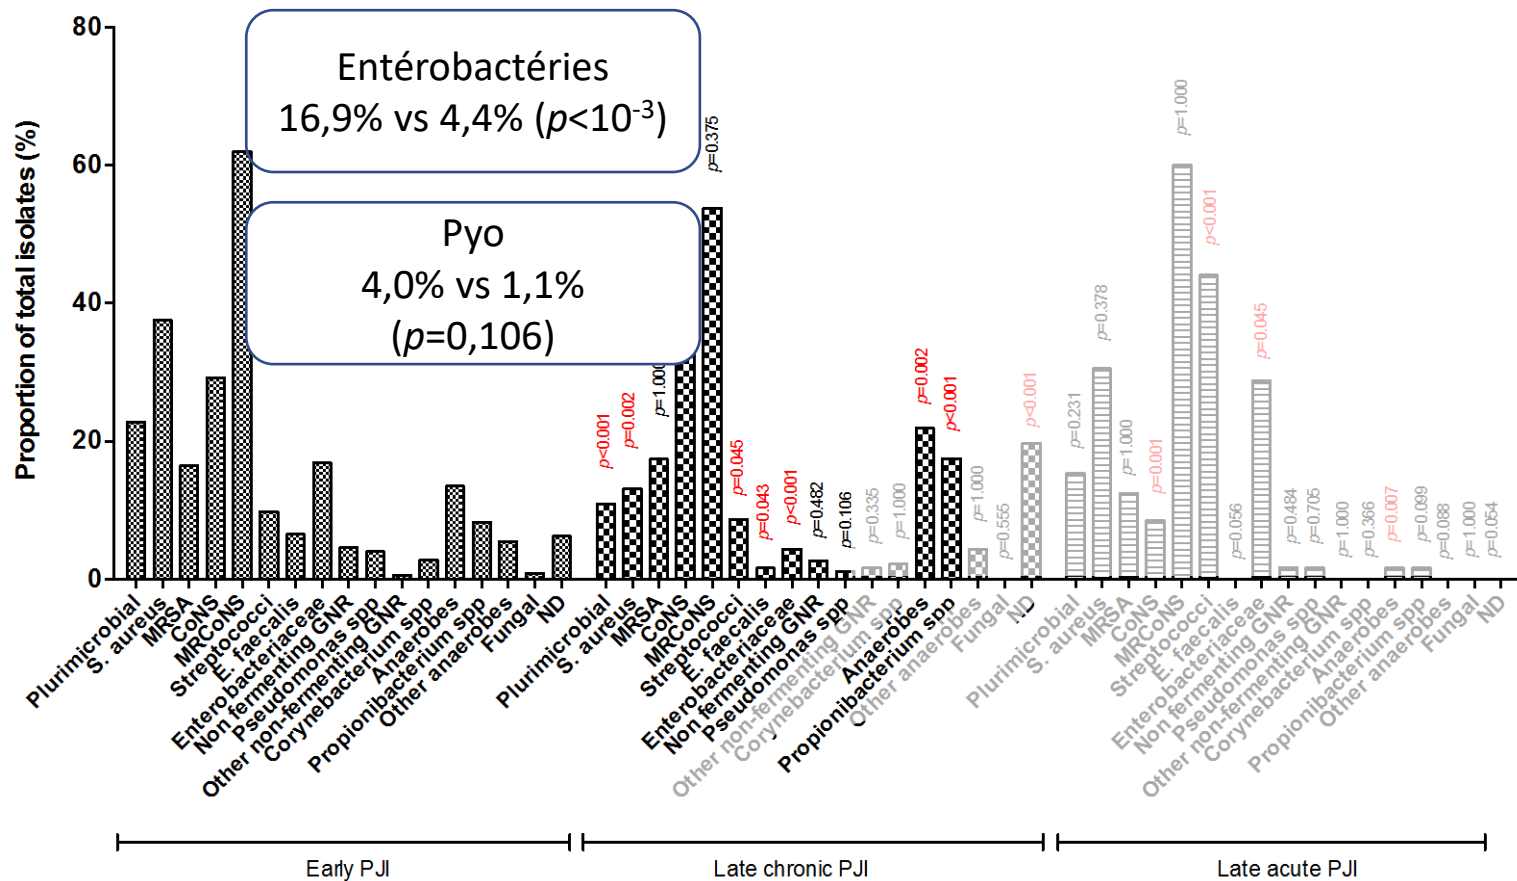 Proportion of total isolates (%)
80
60
40
20
0
Entérobactéries
16,9% vs 4,4% (p<10-3)
Pyo
4,0% vs 1,1%
(p=0,106)
p<0.001
p=0.002
p=1.000
p=0.375
p=0.045
p=0.043
p<0.001
p=0.482
p=0.106
p=0.335
p=1.000
p=0.002
p<0.001
p=1.000
p=0.555
p<0.001
p=0.231
p=0.378
p=1.000
p=0.001
p=1.000
p<0.001
p=0.056
p=0.045
p=0.484
p=0.705
p=1.000
p=0.366
p=0.007
p=0.099
p=0.088
p=1.000
p=0.054
Plurimicrobial
S. aureus
MRSA
CoNS
MRCoNS
Streptococci
E. faecalis
Enterobacteriaceae
Non fermenting GNR
Pseudomonas spp
Other non-fermenting GNR
Corynebacterium spp
Anaerobes
Propionibacterium spp
Other anaerobes
Fungal
ND
Plurimicrobial
S. aureus
MRSA
CoNS
MRCoNS
Streptococci
E. faecalis
Enterobacteriaceae
Non fermenting GNR
Pseudomonas spp
Other non-fermenting GNR
Corynebacterium spp
Anaerobes
Propionibacterium spp
Other anaerobes
Fungal
ND
Plurimicrobial
S. aureus
MRSA
CoNS
MRCoNS
Streptococci
E. faecalis
Enterobacteriaceae
Non fermenting GNR
Pseudomonas spp
Other non-fermenting GNR
Corynebacterium spp
Anaerobes
Propionibacterium spp
Other anaerobes
Fungal
ND
Early PJI
Late chronic PJI
Late acute PJI